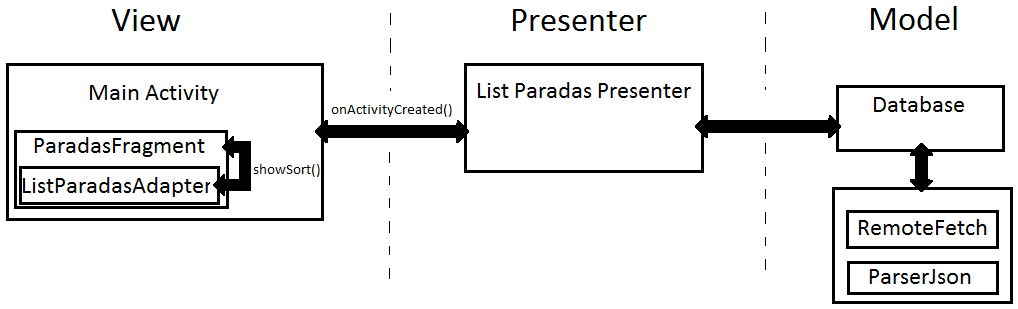 View
Presenter
Model
Main Activity
ParadasFragment
ListParadasAdapter
showSort()
onActivityCreated()
List Paradas Presenter
Database
RemoteFetch
ParserJson